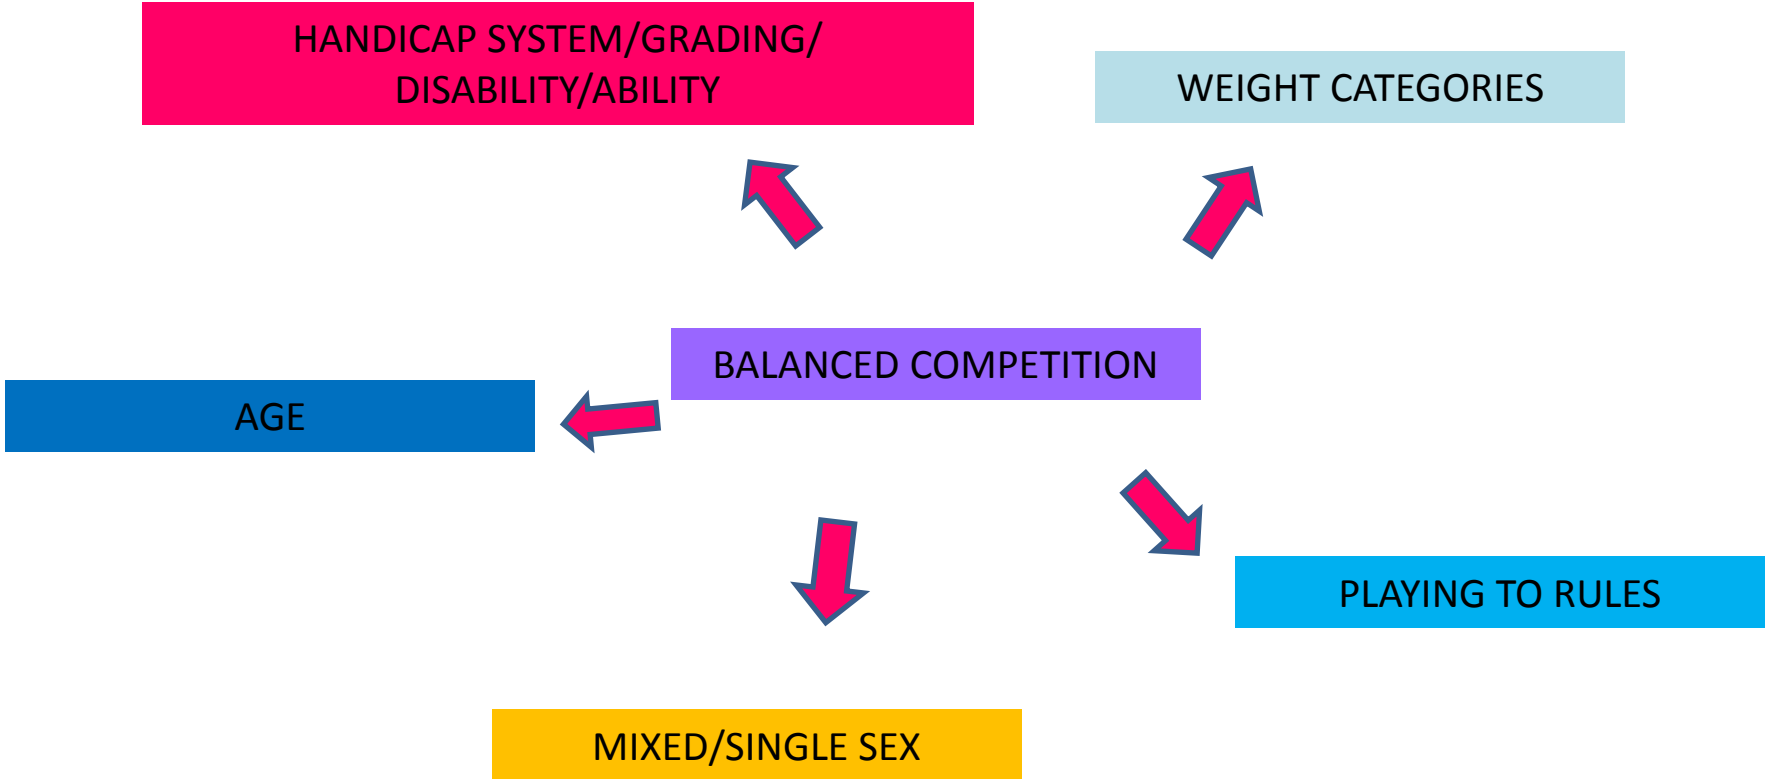 HANDICAP SYSTEM/GRADING/
DISABILITY/ABILITY
WEIGHT CATEGORIES
BALANCED COMPETITION
AGE
PLAYING TO RULES
MIXED/SINGLE SEX